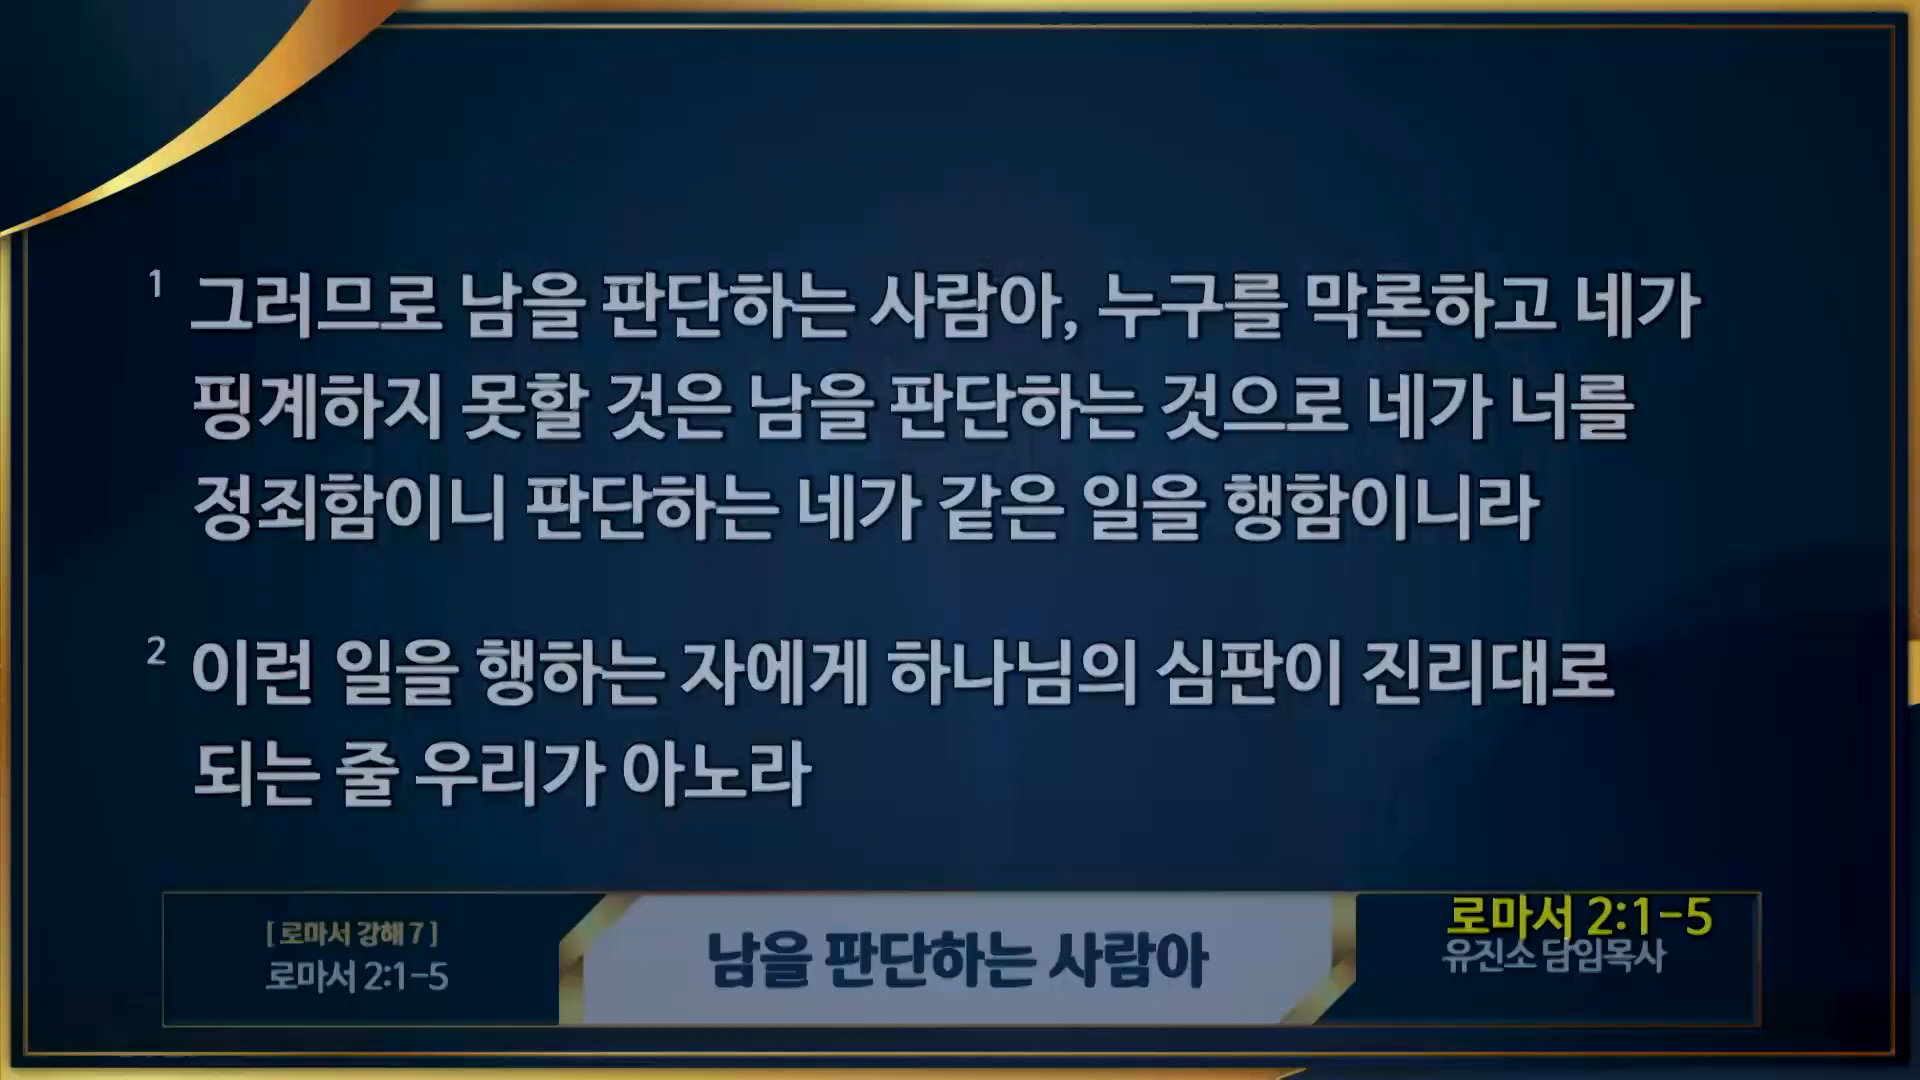 1 그러므로 남을 판단하는 사람아, 누구를 막론하고 네가
핑계하지 못할 것은 남을 판단하는 것으로 네가 너를
정죄함이니 판단하는 네가 같은 일을 행함이니라
2 이런 일을 행하는 자에게 하나님의 심판이 진리대로
되는 줄 우리가 아노라
[ 로마서 강해 7 ]
로마서 2:1-5
남을 판단하는 사람아
로마서 2:1-5
유진소 담임목사